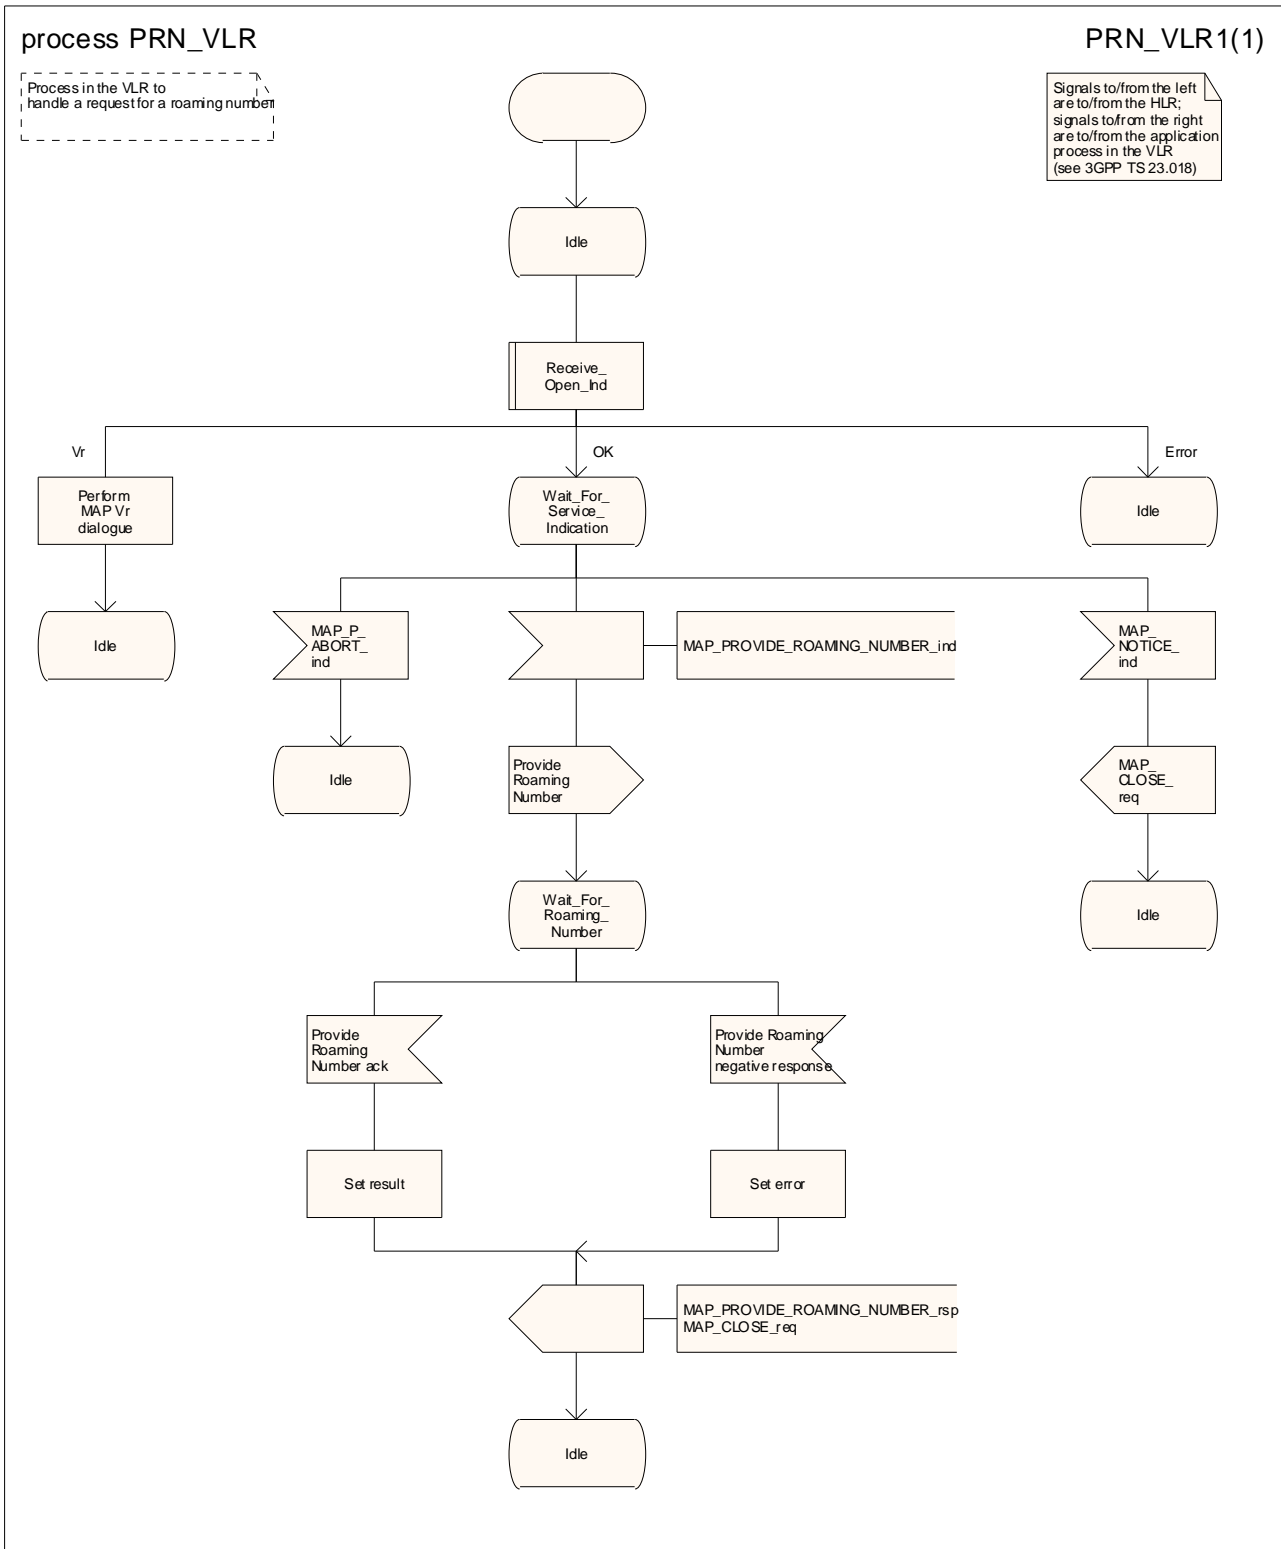 process PRN_VLR
PRN_VLR1(1)
Process in the VLR to
handle a request for a roaming number
Signals to/from the left
are to/from the HLR;
signals to/from the right
are to/from the application
process in the VLR
(see 3GPP TS 23.018)
Idle
Receive_
Open_Ind
Vr
OK
Error
Perform
MAP Vr
dialogue
Wait_For_
Service_
Indication
Idle
Idle
MAP_P_
ABORT_
ind
MAP_PROVIDE_ROAMING_NUMBER_ind
MAP_
NOTICE_
ind
Idle
Provide
Roaming
Number
MAP_
CLOSE_
req
Wait_For_
Roaming_
Number
Idle
Provide
Roaming
Number ack
Provide Roaming
Number
negative response
Set result
Set error
MAP_PROVIDE_ROAMING_NUMBER_rsp
MAP_CLOSE_req
Idle